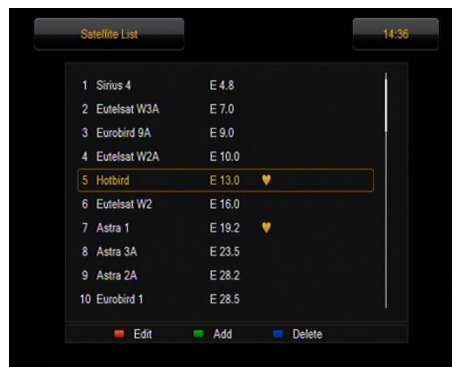 Satellite List 14:36
1 Sirius 4 E 4.8
2 Eutelsat W3A E 7.0
3 Eurobird 9A E 9.0
4 Eutelsat W2A E 10.0
5 Hotbird E 13.0
6 Eutelsat W2 E 16.0
7 Astra 1 E 19.2
8 Astra 3A E 23.5
9 Astra 2A E 28.2
10 Eurobird 1 E 28.5
Edit Add Delete